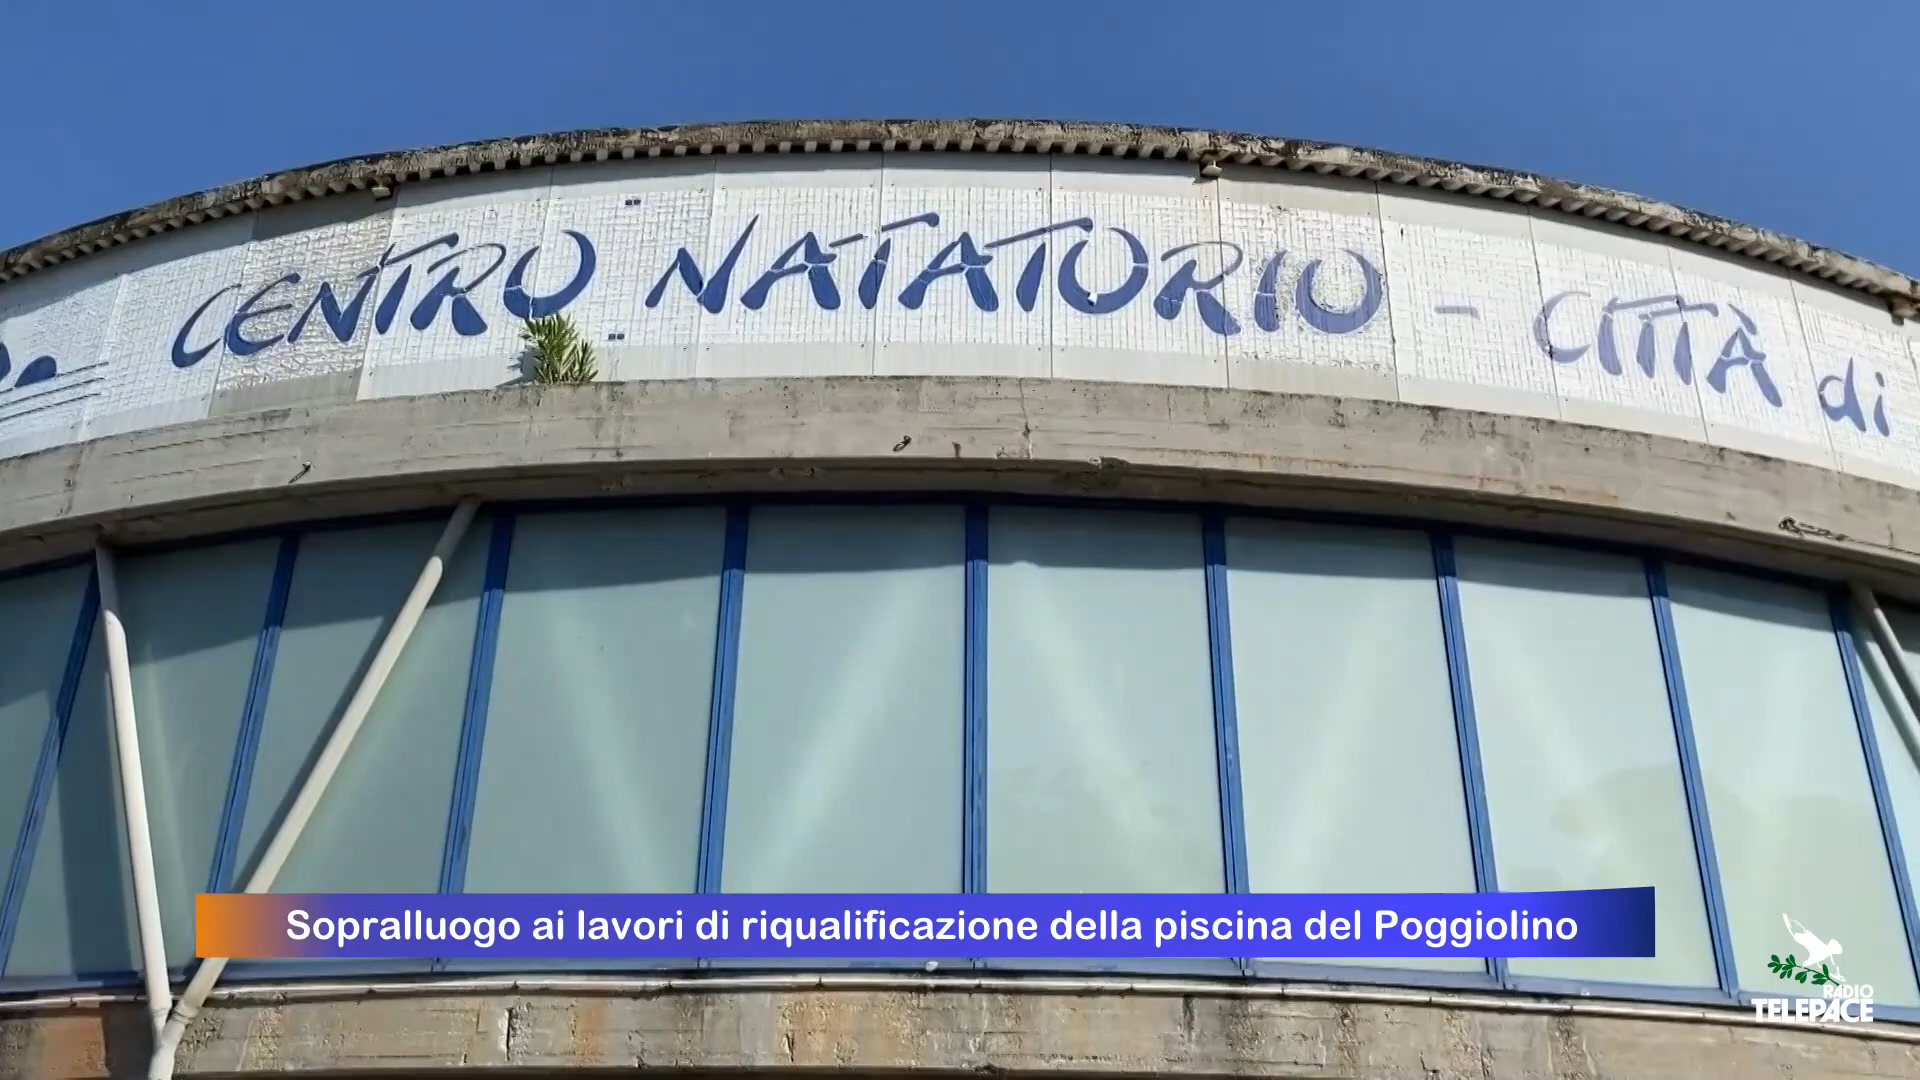 CENTRO NATATORIO - CITTÀ di
Sopralluogo ai lavori di riqualificazione della piscina del Poggiolino
RADIO
TELEPACE